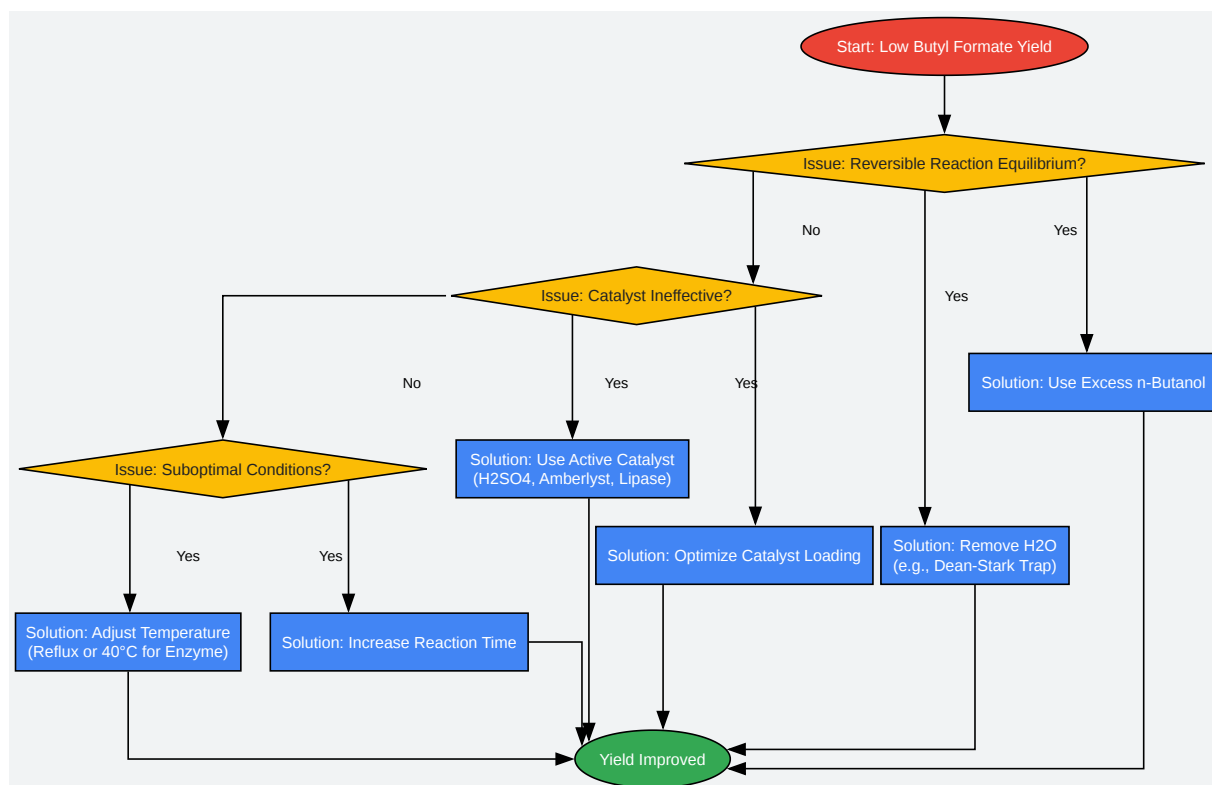 Start: Low Butyl Formate Yield
Issue: Reversible Reaction Equilibrium?
No
Yes
Yes
Issue: Catalyst Ineffective?
Solution: Use Excess n-Butanol
No
Yes
Yes
Issue: Suboptimal Conditions?
Solution: Use Active Catalyst
(H2SO4, Amberlyst, Lipase)
Solution: Optimize Catalyst Loading
Solution: Remove H2O
(e.g., Dean-Stark Trap)
Yes
Yes
Solution: Adjust Temperature
(Reflux or 40°C for Enzyme)
Solution: Increase Reaction Time
Yield Improved